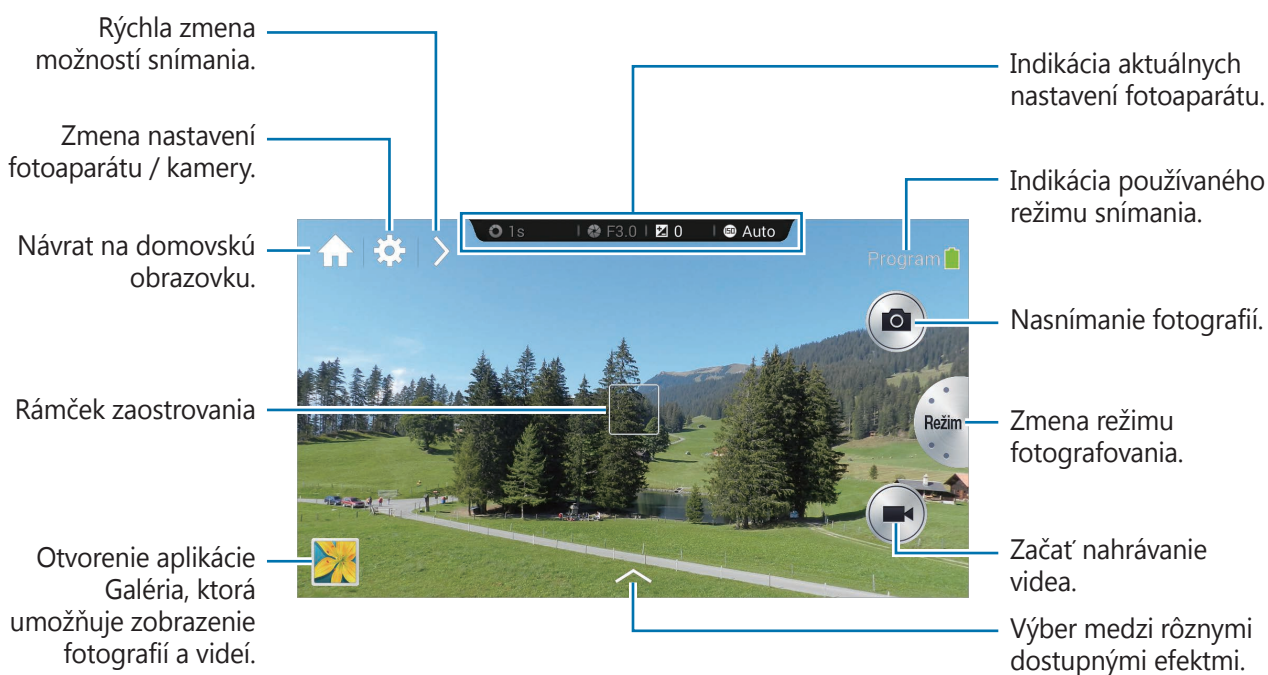 Rýchla zmena
možností snímania.
Zmena nastavení
fotoaparátu / kamery.
Návrat na domovskú
obrazovku.
Rámček zaostrovania
Otvorenie aplikácie
Galéria, ktorá
umožňuje zobrazenie
fotografií a videí.
1s F3.0 0 ISO Auto
Program
Režim
Indikácia aktuálnych
nastavení fotoaparátu.
Indikácia používaného
režimu snímania.
Nasnímanie fotografií.
Zmena režimu
fotografovania.
Začať nahrávanie
videa.
Výber medzi rôznymi
dostupnými efektmi.